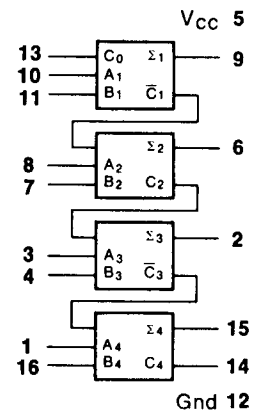 VCC 5
13 C0 Σ1 9
10 A1
11 B1 C̅1
Σ2 6
8 A2
7 B2 C2
Σ3 2
3 A3
4 B3 C̅3
Σ4 15
1 A4
16 B4 C4 14
Gnd 12